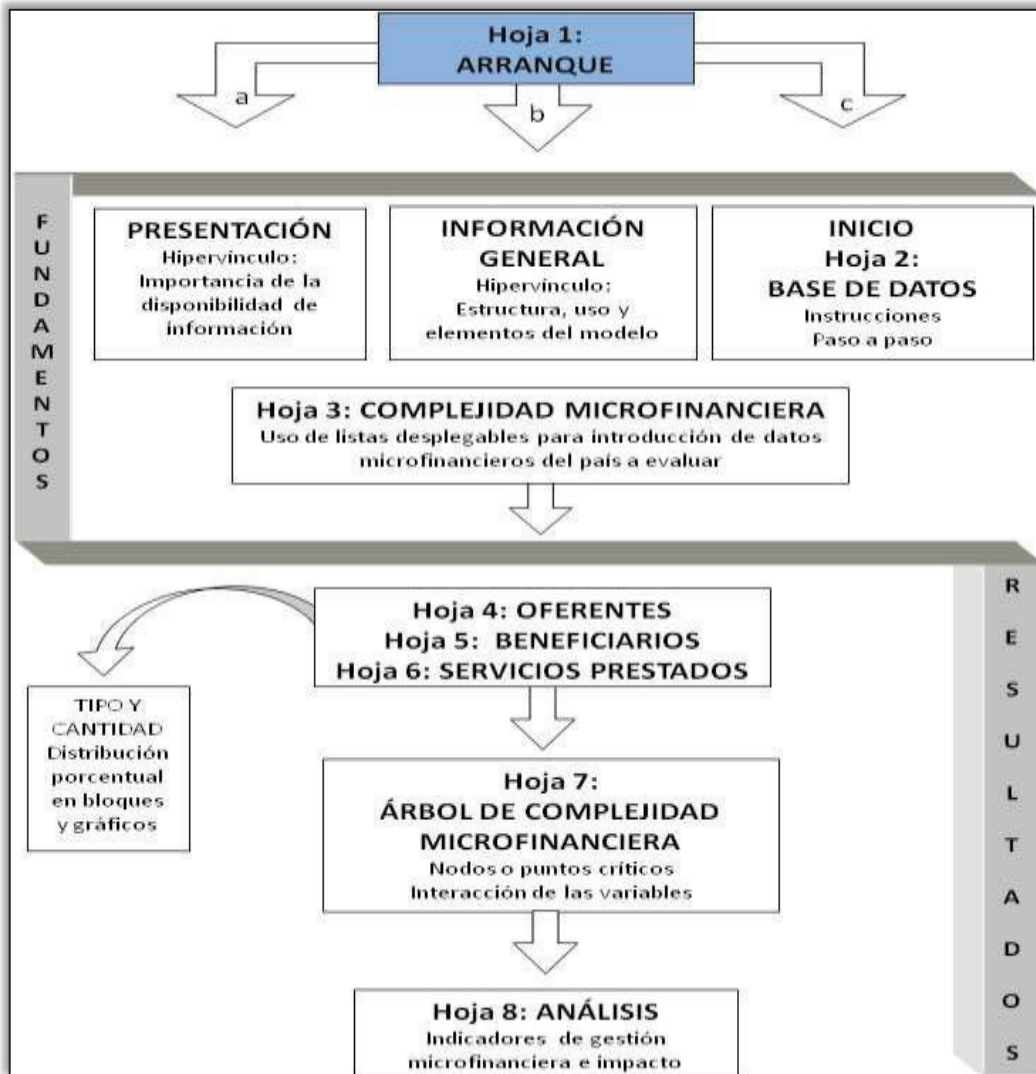 Hoja 1:
ARRANQUE
a
b
c
FUNDAMENTOS
PRESENTACIÓN
Hipervínculo:
Importancia de la
disponibilidad de
información
INFORMACIÓN
GENERAL
Hipervínculo:
Estructura, uso y
elementos del modelo
INICIO
Hoja 2:
BASE DE DATOS
Instrucciones
Paso a paso
Hoja 3: COMPLEJIDAD MICROFINANCIERA
Uso de listas desplegables para introducción de datos
microfinancieros del país a evaluar
RESULTADOS
Hoja 4: OFERENTES
Hoja 5: BENEFICIARIOS
Hoja 6: SERVICIOS PRESTADOS
TIPO Y
CANTIDAD
Distribución
porcentual
en bloques
y gráficos
Hoja 7:
ÁRBOL DE COMPLEJIDAD
MICROFINANCIERA
Nodos o puntos críticos
Interacción de las variables
Hoja 8: ANÁLISIS
Indicadores de gestión
microfinanciera e impacto